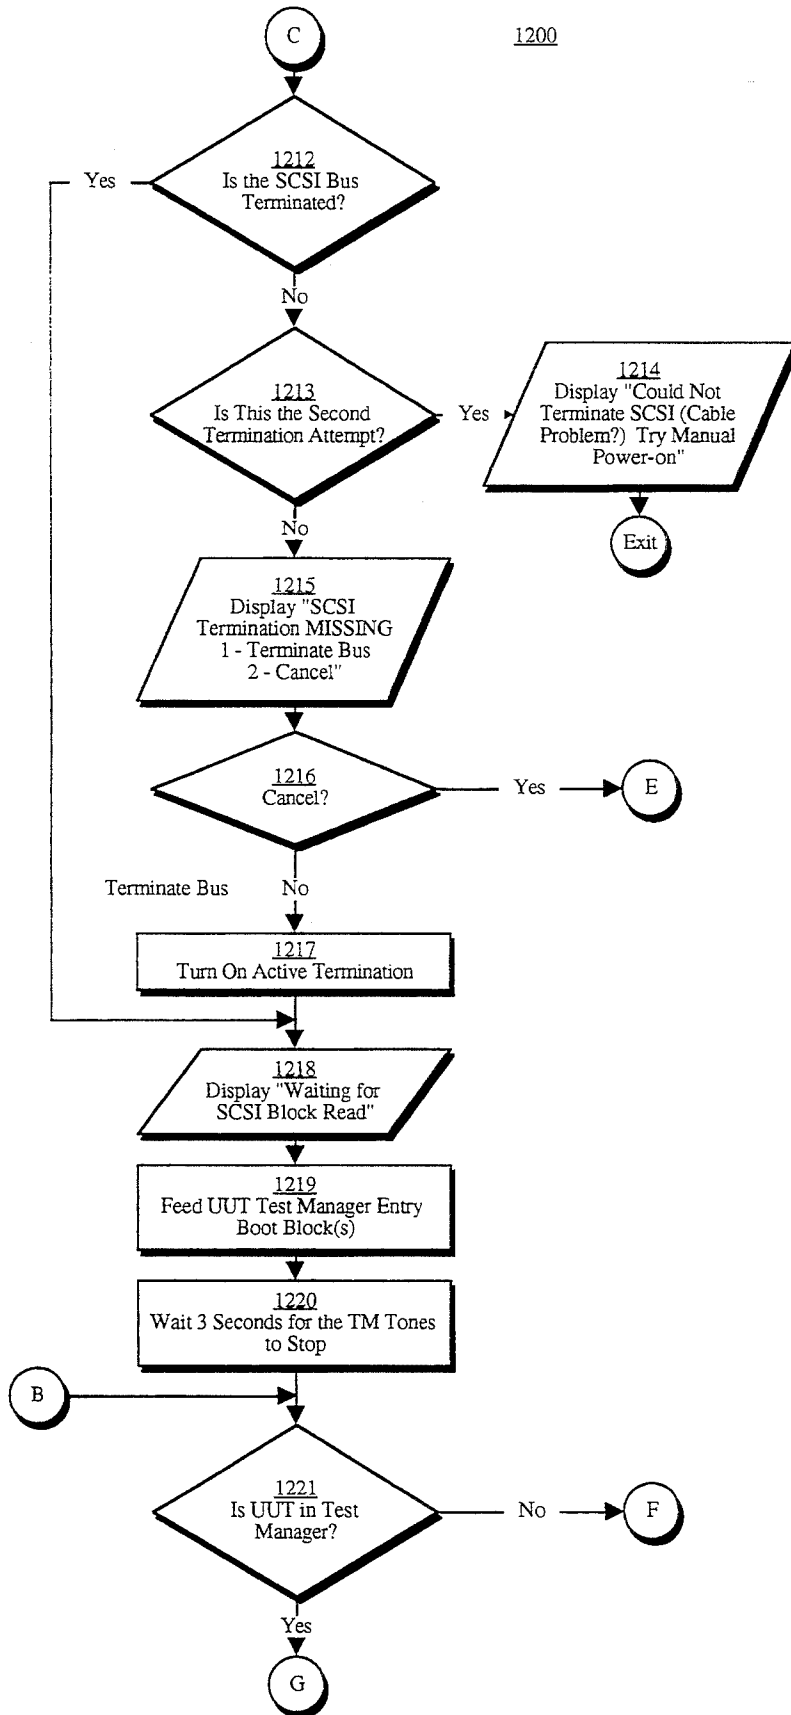 C
1200
1212
Is the SCSI Bus
Terminated?
Yes
No
1213
Is This the Second
Termination Attempt?
Yes
1214
Display "Could Not
Terminate SCSI (Cable
Problem?) Try Manual
Power-on"
No
Exit
1215
Display "SCSI
Termination MISSING
1 - Terminate Bus
2 - Cancel"
1216
Cancel?
Yes
E
Terminate Bus
No
1217
Turn On Active Termination
1218
Display "Waiting for
SCSI Block Read"
1219
Feed UUT Test Manager Entry
Boot Block(s)
1220
Wait 3 Seconds for the TM Tones
to Stop
B
1221
Is UUT in Test
Manager?
No
F
Yes
G